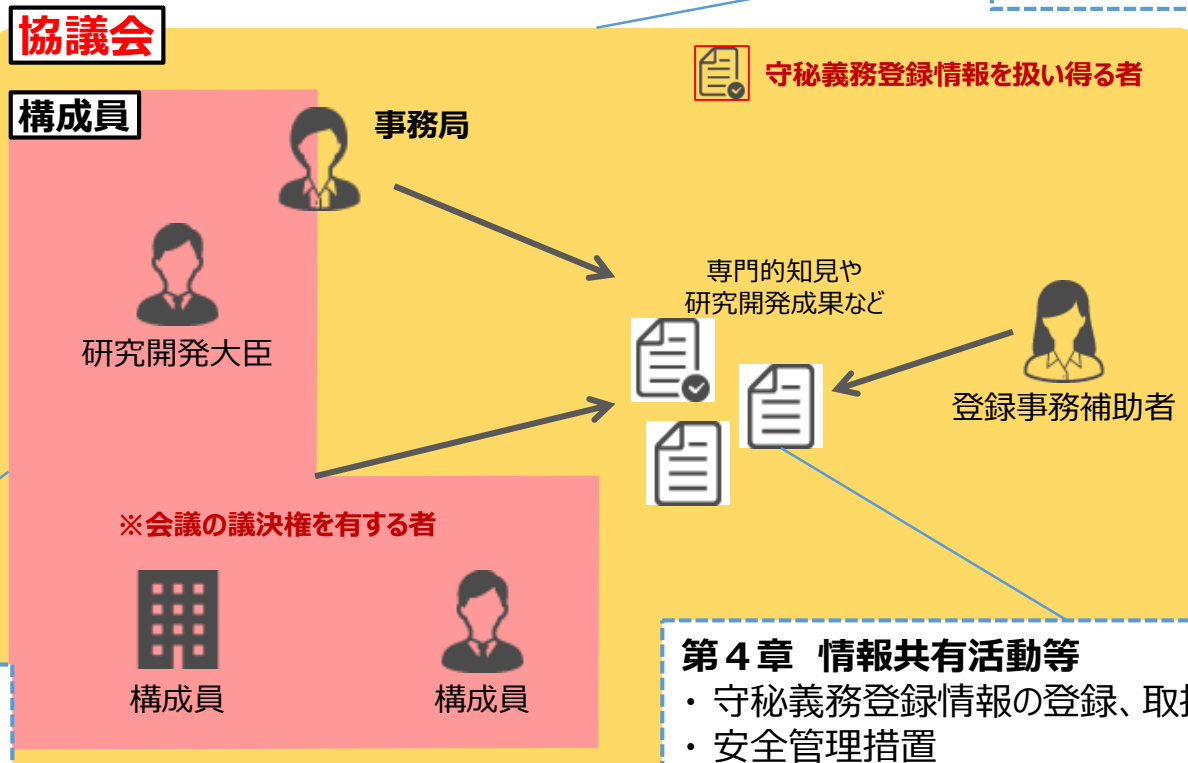 協議会
守秘義務登録情報を扱い得る者
構成員
事務局
研究開発大臣
専門的知見や
研究開発成果など
登録事務補助者
※会議の議決権を有する者
構成員
構成員
第4章 情報共有活動等
・ 守秘義務登録情報の登録、取扱
・ 安全管理措置